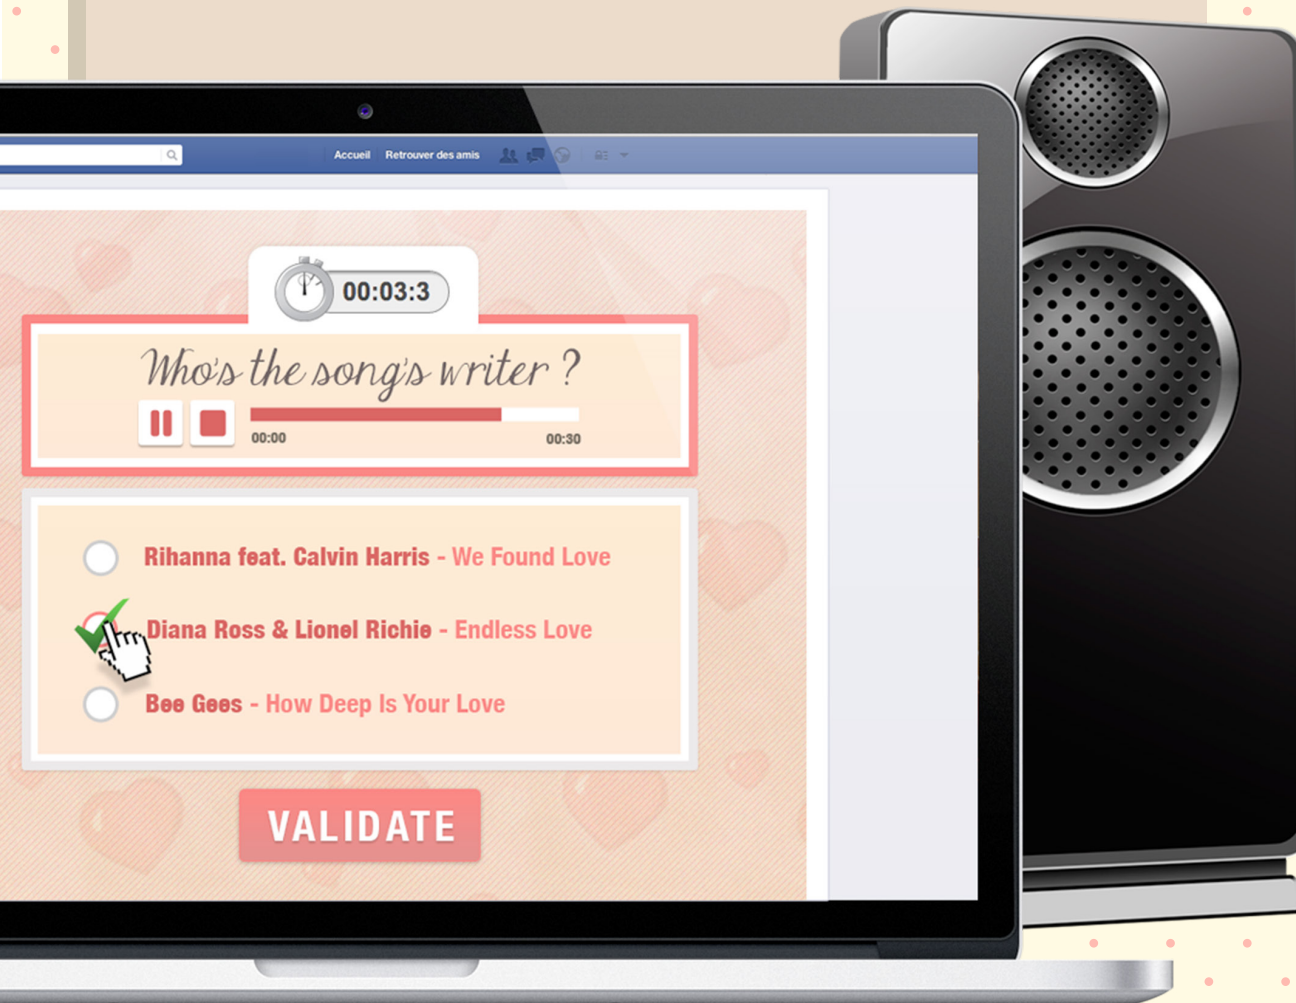 Accueil Retrouver des amis
00:03:3
Who's the song's writer ?
00:00 00:30
Rihanna feat. Calvin Harris - We Found Love
Diana Ross & Lionel Richie - Endless Love
Bee Gees - How Deep Is Your Love
VALIDATE